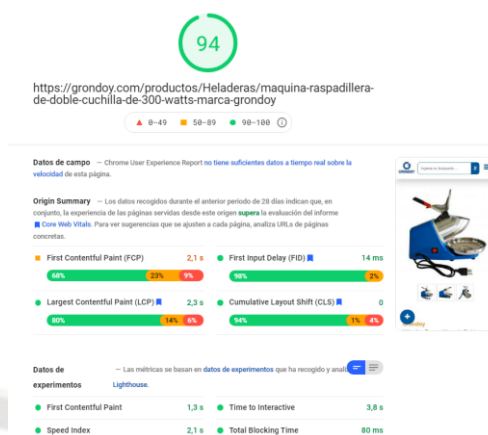 94
https://grondoy.com/productos/Heladeras/maquina-raspadillera-
de-doble-cuchilla-de-300-watts-marca-grondoy
0–49 50–89 90–100
Datos de campo — Chrome User Experience Report no tiene suficientes datos a tiempo real sobre la
velocidad de esta página.
Origin Summary — Los datos recogidos durante el anterior periodo de 28 días indican que, en
conjunto, la experiencia de las páginas servidas desde este origen supera la evaluación del informe
Core Web Vitals. Para ver sugerencias que se ajusten a cada página, analiza URLs de páginas
concretas.
First Contentful Paint (FCP) 2,1 s
68% 23% 9%
First Input Delay (FID) 14 ms
98% 2%
Largest Contentful Paint (LCP) 2,3 s
80% 14% 6%
Cumulative Layout Shift (CLS) 0
94% 1% 4%
Datos de
experimentos
— Las métricas se basan en datos de experimentos que ha recogido y
Lighthouse.
First Contentful Paint 1,3 s
Time to Interactive 3,8 s
Speed Index 2,1 s
Total Blocking Time 80 ms